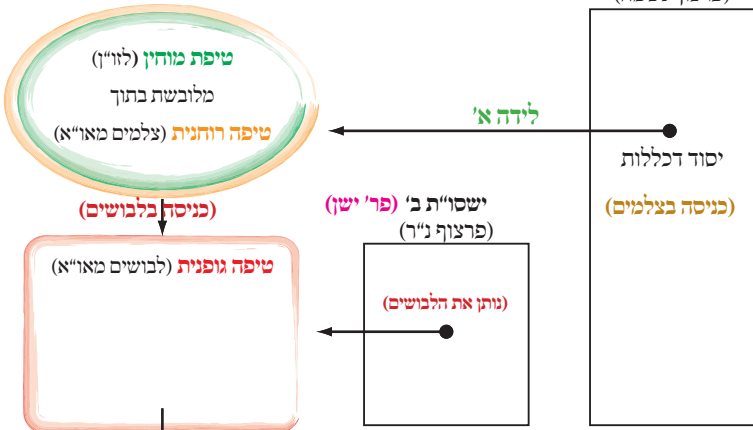 טיפת מוחין (לזו״ן)
מלובשת בתוך
טיפה רוחנית (צלמים מאו״א)
לידה א'
יסוד דכללות
(כניסה בצלמים)
(כניסה בלבושים)
ישסו״ת ב' (פר' ישן)
(פרצוף נ״ר)
טיפה גופנית (לבושים מאו״א)
(נותן את הלבושים)